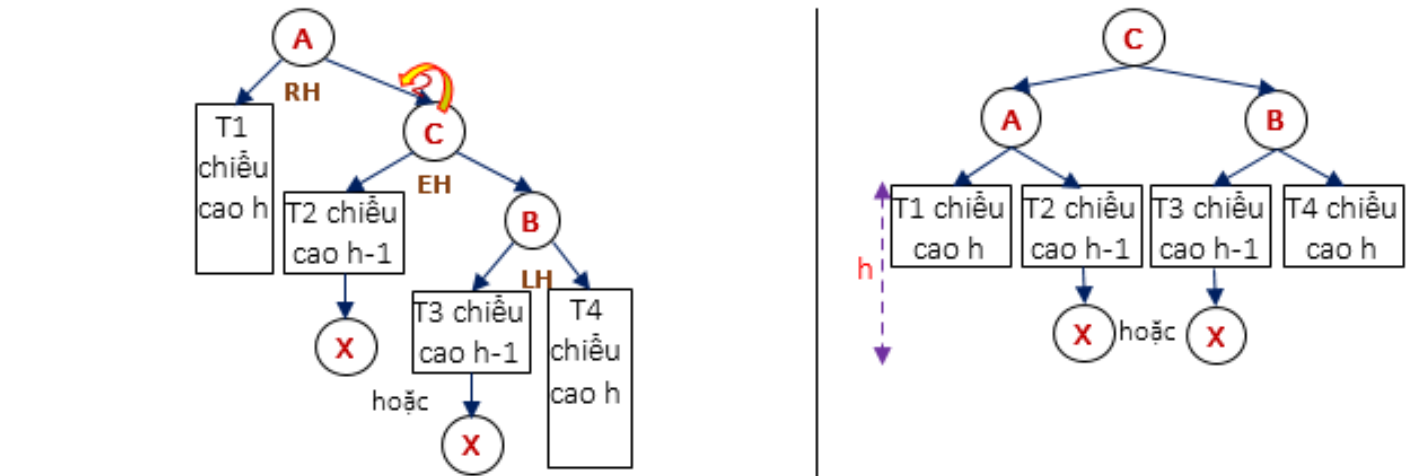 A
RH
2
T1
chiều
cao h
C
EH
T2 chiều
cao h-1
B
LH
X
T3 chiều
cao h-1
T4
chiều
cao h
hoặc
X
C
A
B
T1 chiều
cao h
T2 chiều
cao h-1
T3 chiều
cao h-1
T4 chiều
cao h
h
X
hoặc
X